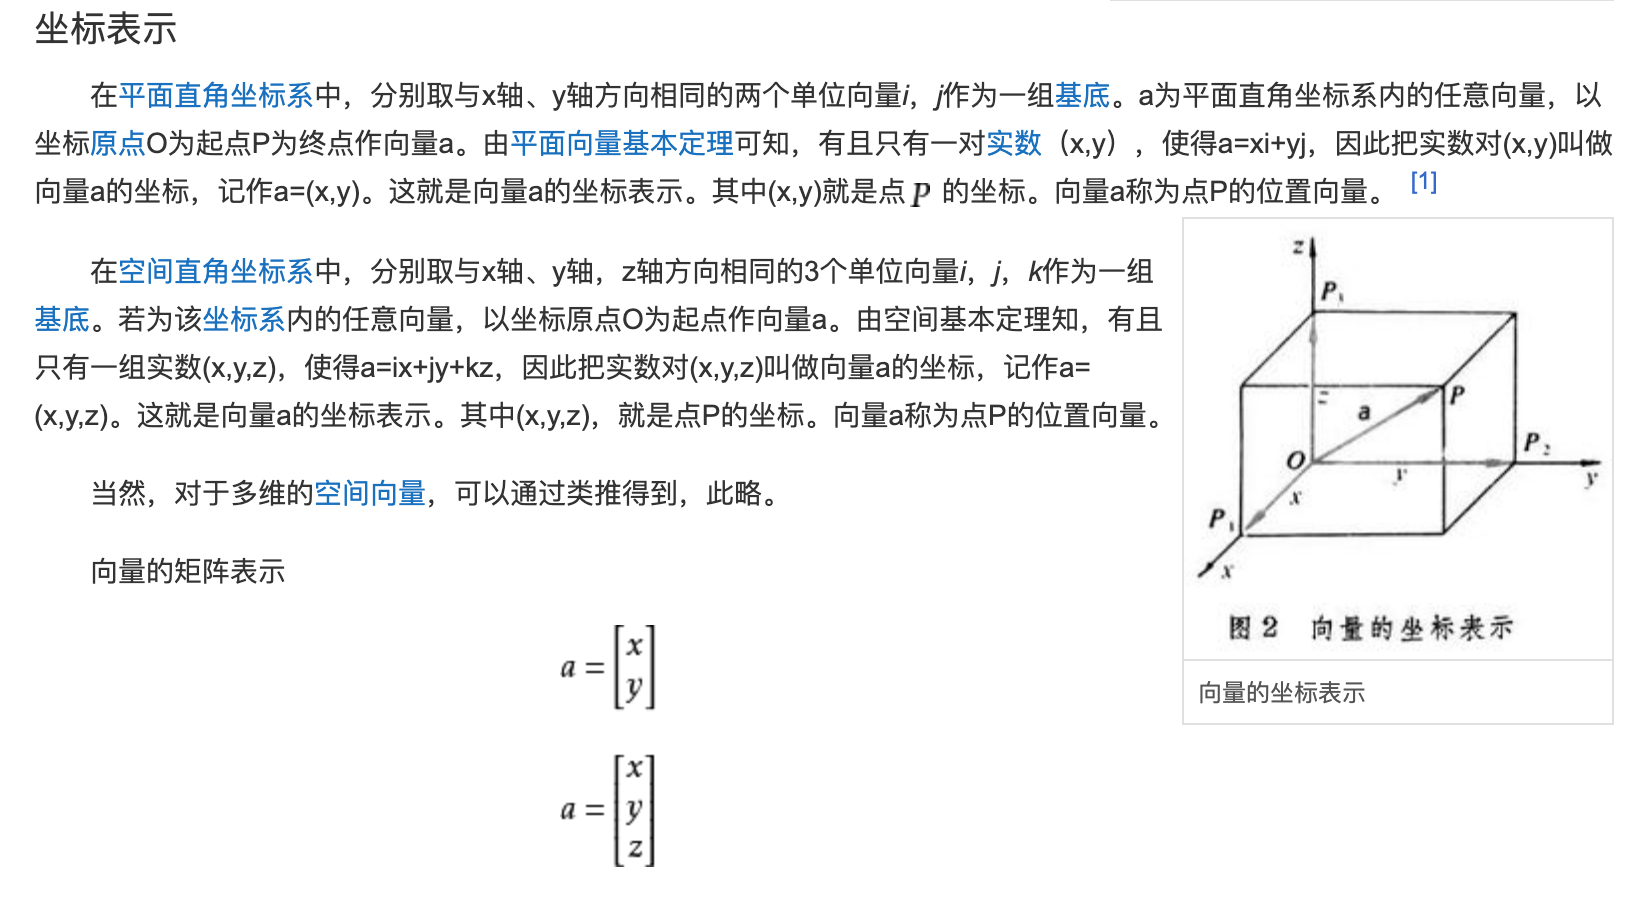 坐标表示
在平面直角坐标系中，分别取与x轴、y轴方向相同的两个单位向量i，j作为一组基底。a为平面直角坐标系内的任意向量，以
坐标原点O为起点P为终点作向量a。由平面向量基本定理可知，有且只有一对实数（x,y），使得a=xi+yj，因此把实数对(x,y)叫做
向量a的坐标，记作a=(x,y)。这就是向量a的坐标表示。其中(x,y)就是点 P 的坐标。向量a称为点P的位置向量。 [1]
在空间直角坐标系中，分别取与x轴、y轴，z轴方向相同的3个单位向量i，j，k作为一组
基底。若为该坐标系内的任意向量，以坐标原点O为起点作向量a。由空间基本定理知，有且
只有一组实数(x,y,z)，使得a=ix+jy+kz，因此把实数对(x,y,z)叫做向量a的坐标，记作a=
(x,y,z)。这就是向量a的坐标表示。其中(x,y,z)，就是点P的坐标。向量a称为点P的位置向量。
当然，对于多维的空间向量，可以通过类推得到，此略。
向量的矩阵表示
a = [x
y]
a = [x
y
z]
z
P
z
P
a
P₂
O
y
y
x
P₁
x
图2 向量的坐标表示
向量的坐标表示